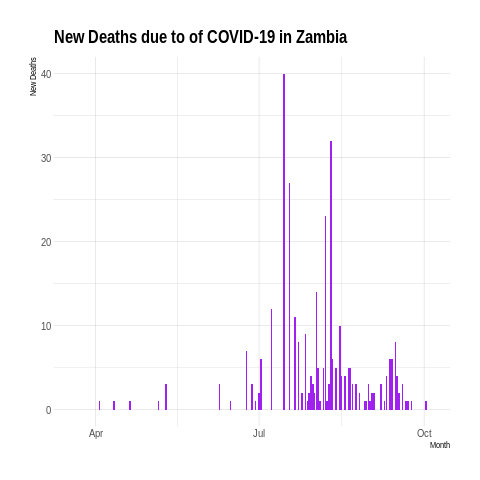 New Deaths due to of COVID-19 in Zambia
New Deaths
40
30
20
10
0
Apr
Jul
Oct
Month